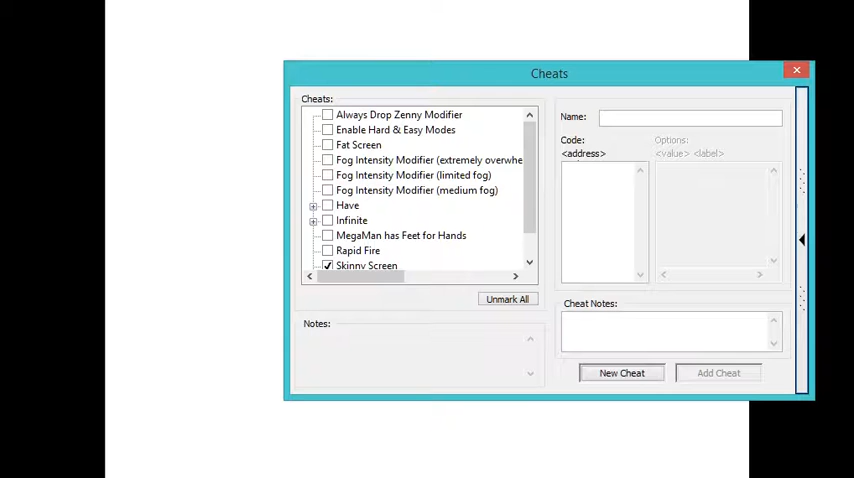 Cheats
Cheats:
Always Drop Zenny Modifier
Enable Hard & Easy Modes
Fat Screen
Fog Intensity Modifier (extremely overwhe
Fog Intensity Modifier (limited fog)
Fog Intensity Modifier (medium fog)
Have
Infinite
MegaMan has Feet for Hands
Rapid Fire
Skinny Screen
Unmark All
Notes:
Name:
Code:
Options:
<address>
<value> <label>
Cheat Notes:
New Cheat
Add Cheat